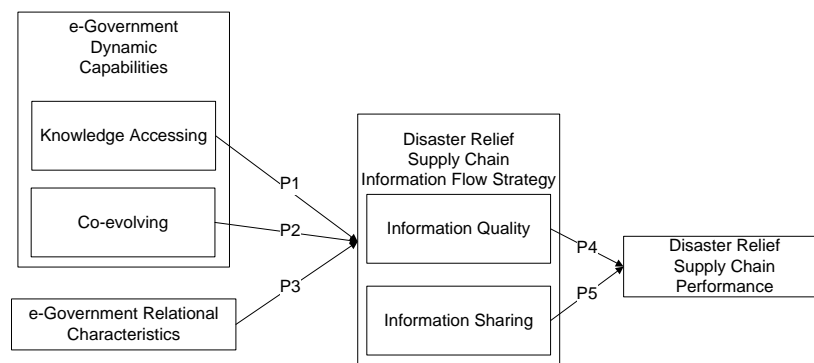 e-Government
Dynamic
Capabilities
Knowledge Accessing
Co-evolving
e-Government Relational
Characteristics
P1
P2
P3
Disaster Relief
Supply Chain
Information Flow Strategy
Information Quality
Information Sharing
P4
P5
Disaster Relief
Supply Chain
Performance